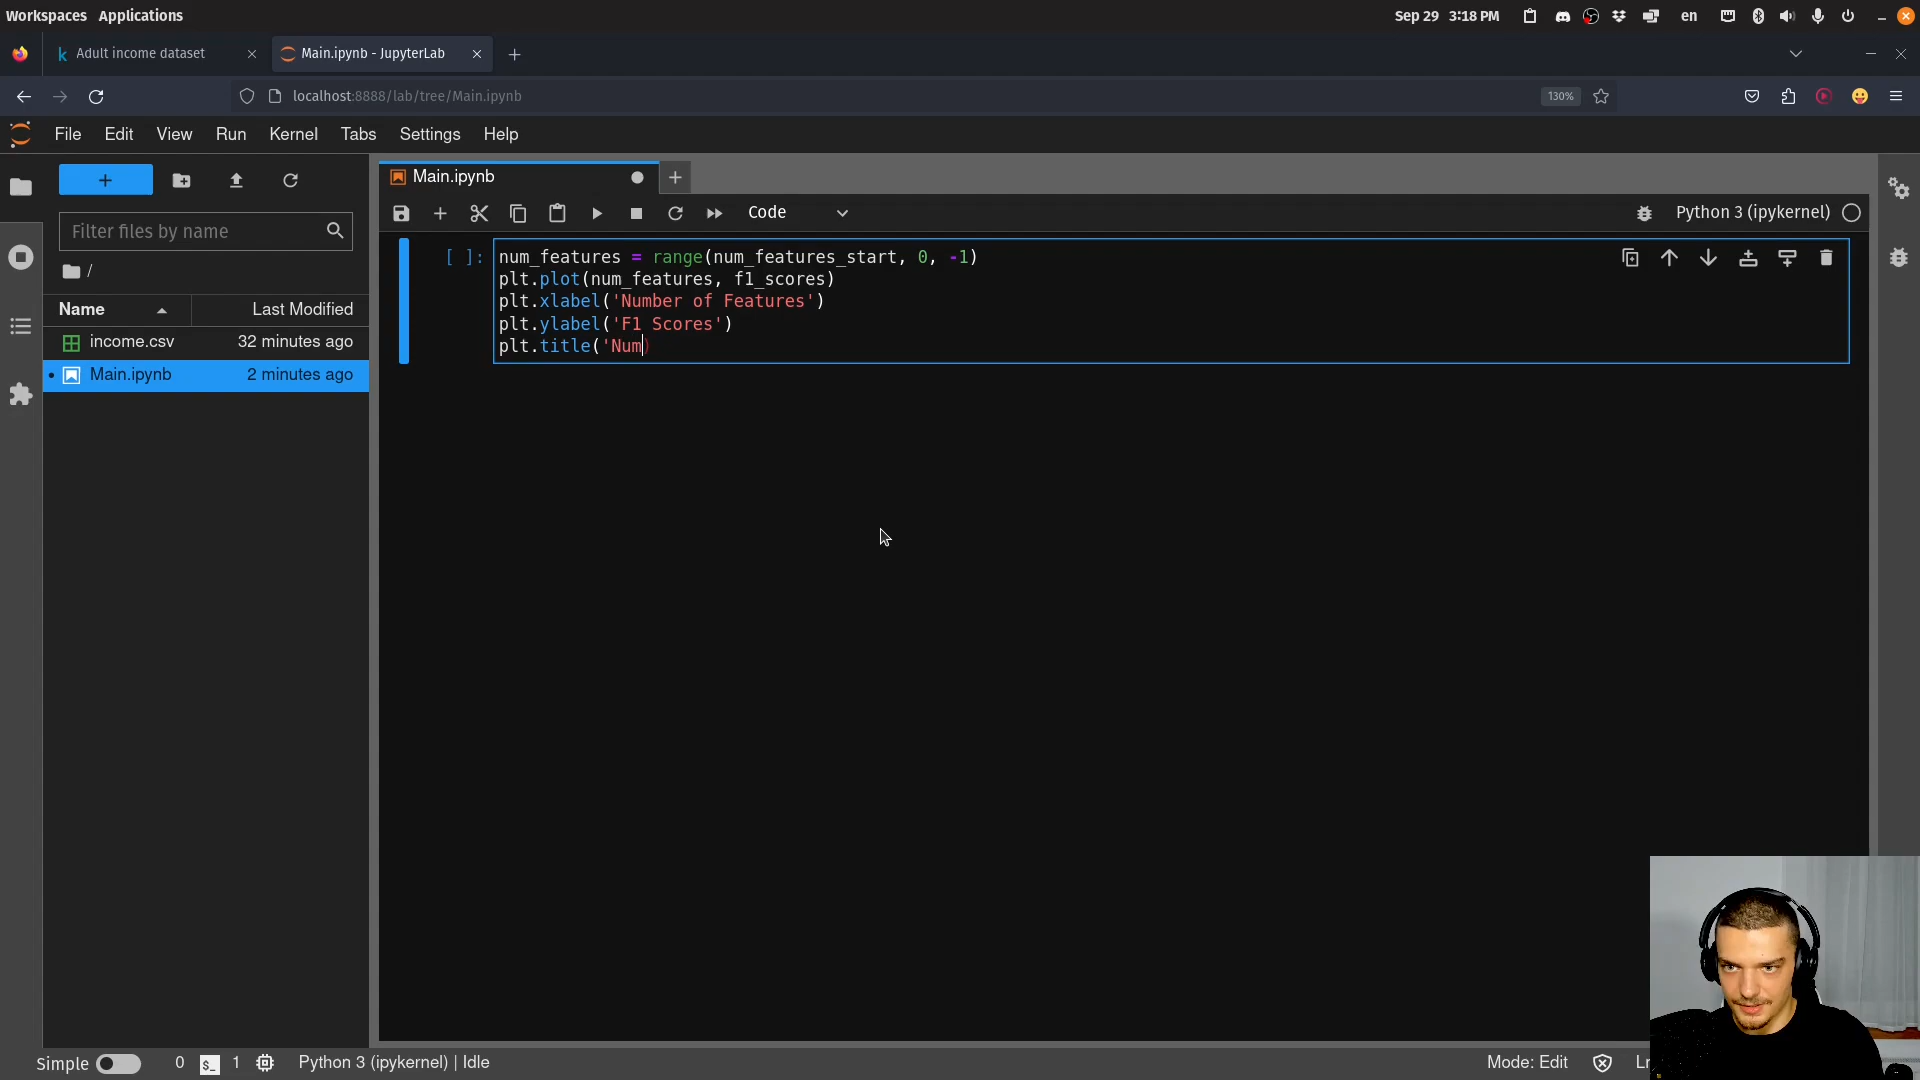 Workspaces Applications
Sep 29 3:18 PM
en
Adult income dataset
Main.ipynb - JupyterLab
localhost:8888/lab/tree/Main.ipynb
130%
File Edit View Run Kernel Tabs Settings Help
Main.ipynb
Code
Python 3 (ipykernel)
Filter files by name
/
Name Last Modified
income.csv 32 minutes ago
Main.ipynb 2 minutes ago
[ ]: num_features = range(num_features_start, 0, -1)
plt.plot(num_features, f1_scores)
plt.xlabel('Number of Features')
plt.ylabel('F1 Scores')
plt.title('Num)
Simple 0 $_ 1 Python 3 (ipykernel) | Idle
Mode: Edit